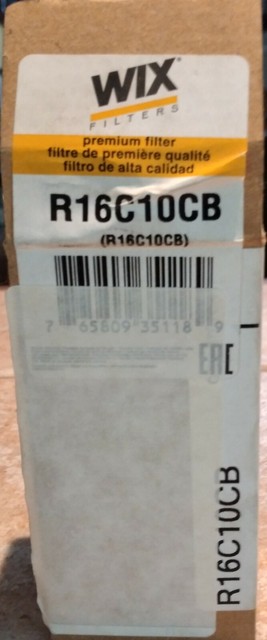 WIX
FILTERS
premium filter
filtre de première qualité
filtro de alta calidad
R16C10CB
(R16C10CB)
7 65809 35118 9
EAC
R16C10CB